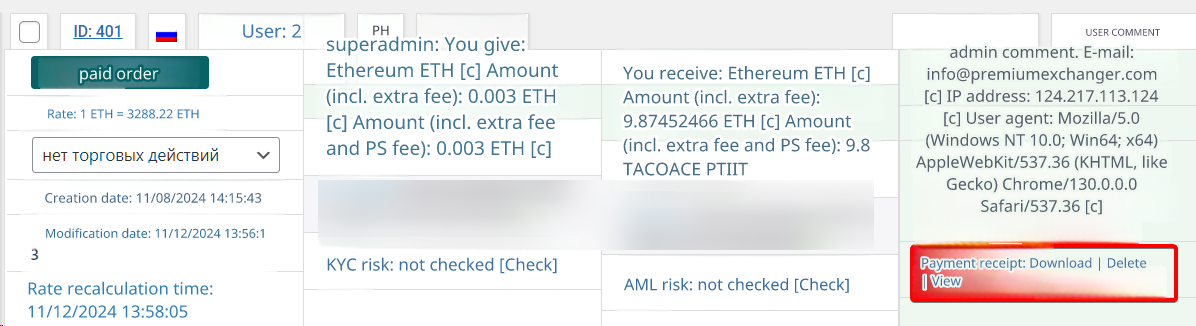 ID: 401
User: 2
PH
USER COMMENT
paid order
Rate: 1 ETH = 3288.22 ETH
нет торговых действий
Creation date: 11/08/2024 14:15:43
Modification date: 11/12/2024 13:56:1
3
Rate recalculation time:
11/12/2024 13:58:05
superadmin: You give:
Ethereum ETH [c] Amount
(incl. extra fee): 0.003 ETH
[c] Amount (incl. extra fee
and PS fee): 0.003 ETH [c]
KYC risk: not checked [Check]
You receive: Ethereum ETH [c]
Amount (incl. extra fee):
9.87452466 ETH [c] Amount
(incl. extra fee and PS fee): 9.8
TACOACE PTIIT
AML risk: not checked [Check]
admin comment. E-mail:
info@premiumexchanger.com
[c] IP address: 124.217.113.124
[c] User agent: Mozilla/5.0
(Windows NT 10.0; Win64; x64)
AppleWebKit/537.36 (KHTML, like
Gecko) Chrome/130.0.0.0
Safari/537.36 [c]
Payment receipt: Download | Delete
| View